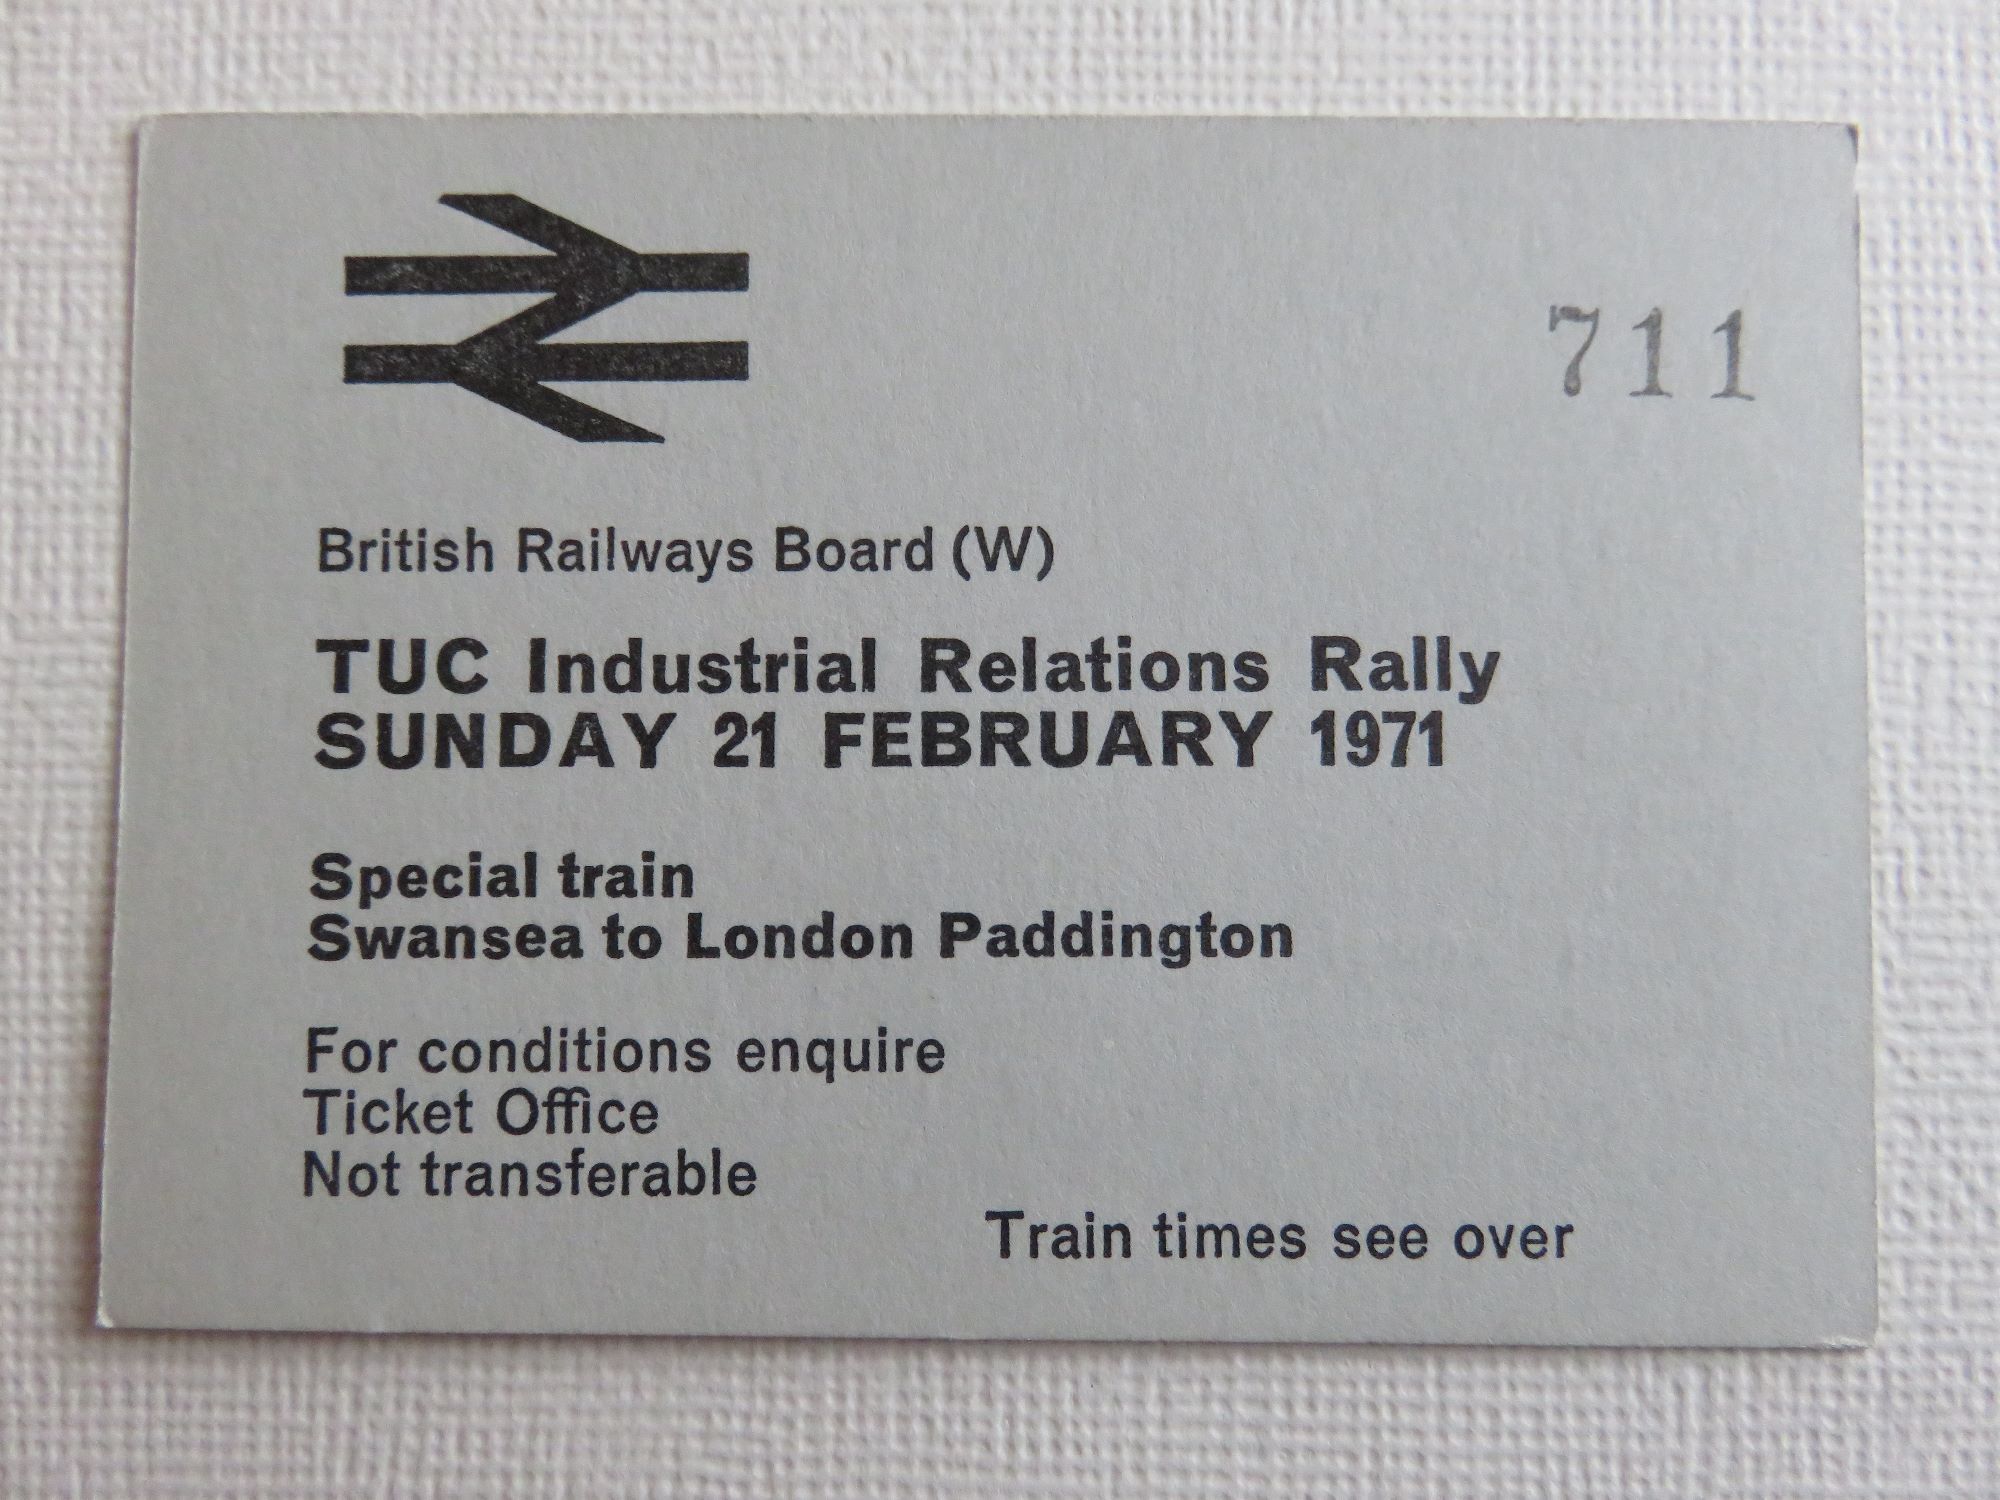 711
British Railways Board (W)
TUC Industrial Relations Rally
SUNDAY 21 FEBRUARY 1971
Special train
Swansea to London Paddington
For conditions enquire
Ticket Office
Not transferable
Train times see over